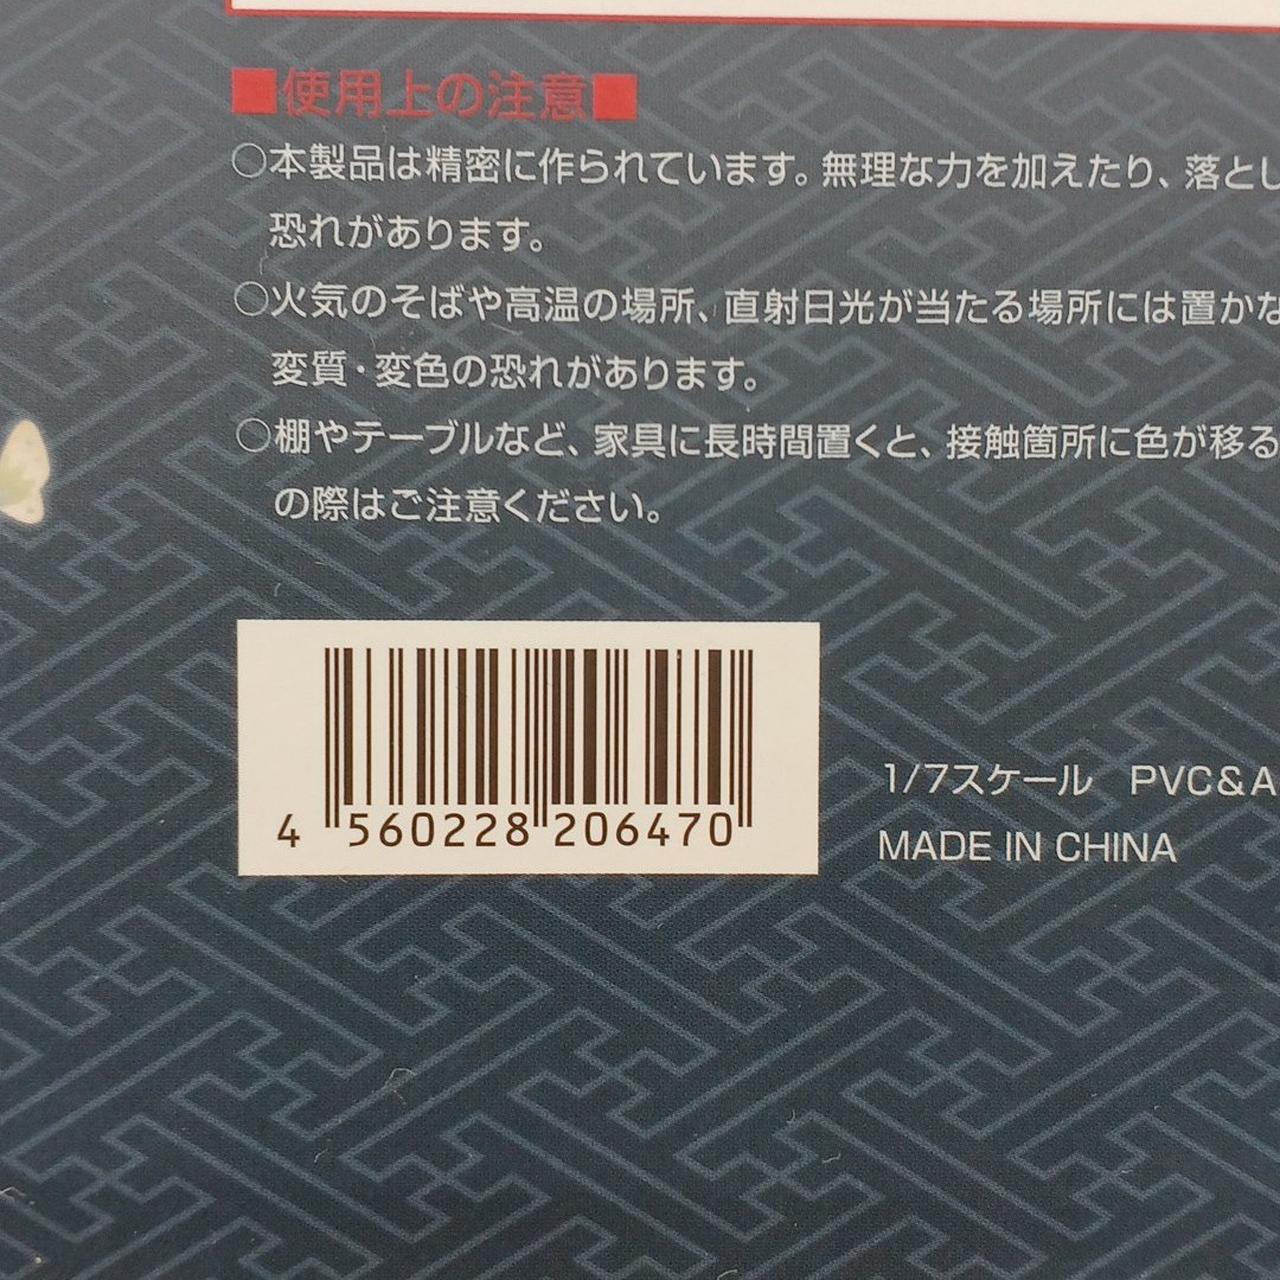 ■使用上の注意■
○本製品は精密に作られています。無理な力を加えたり、落とし
恐れがあります。
○火気のそばや高温の場所、直射日光が当たる場所には置かな
変質・変色の恐れがあります。
○棚やテーブルなど、家具に長時間置くと、接触箇所に色が移る
の際はご注意ください。
4 560228 206470
1/7スケール PVC&A
MADE IN CHINA